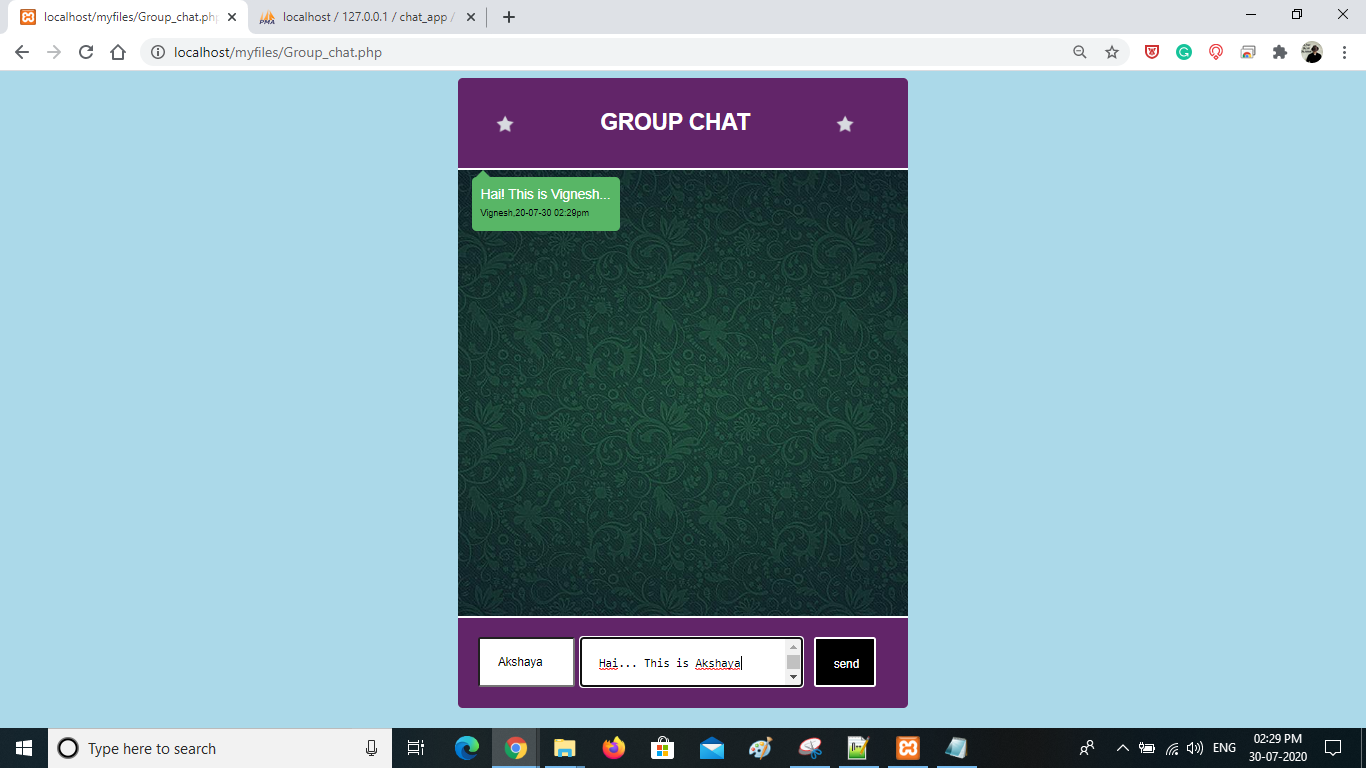 localhost/myfiles/Group_chat.php
localhost / 127.0.0.1 / chat_app /
localhost/myfiles/Group_chat.php
GROUP CHAT
Hai! This is Vignesh...
Vignesh,20-07-30 02:29pm
Akshaya
Hai... This is Akshaya
send
Type here to search
ENG
02:29 PM
30-07-2020